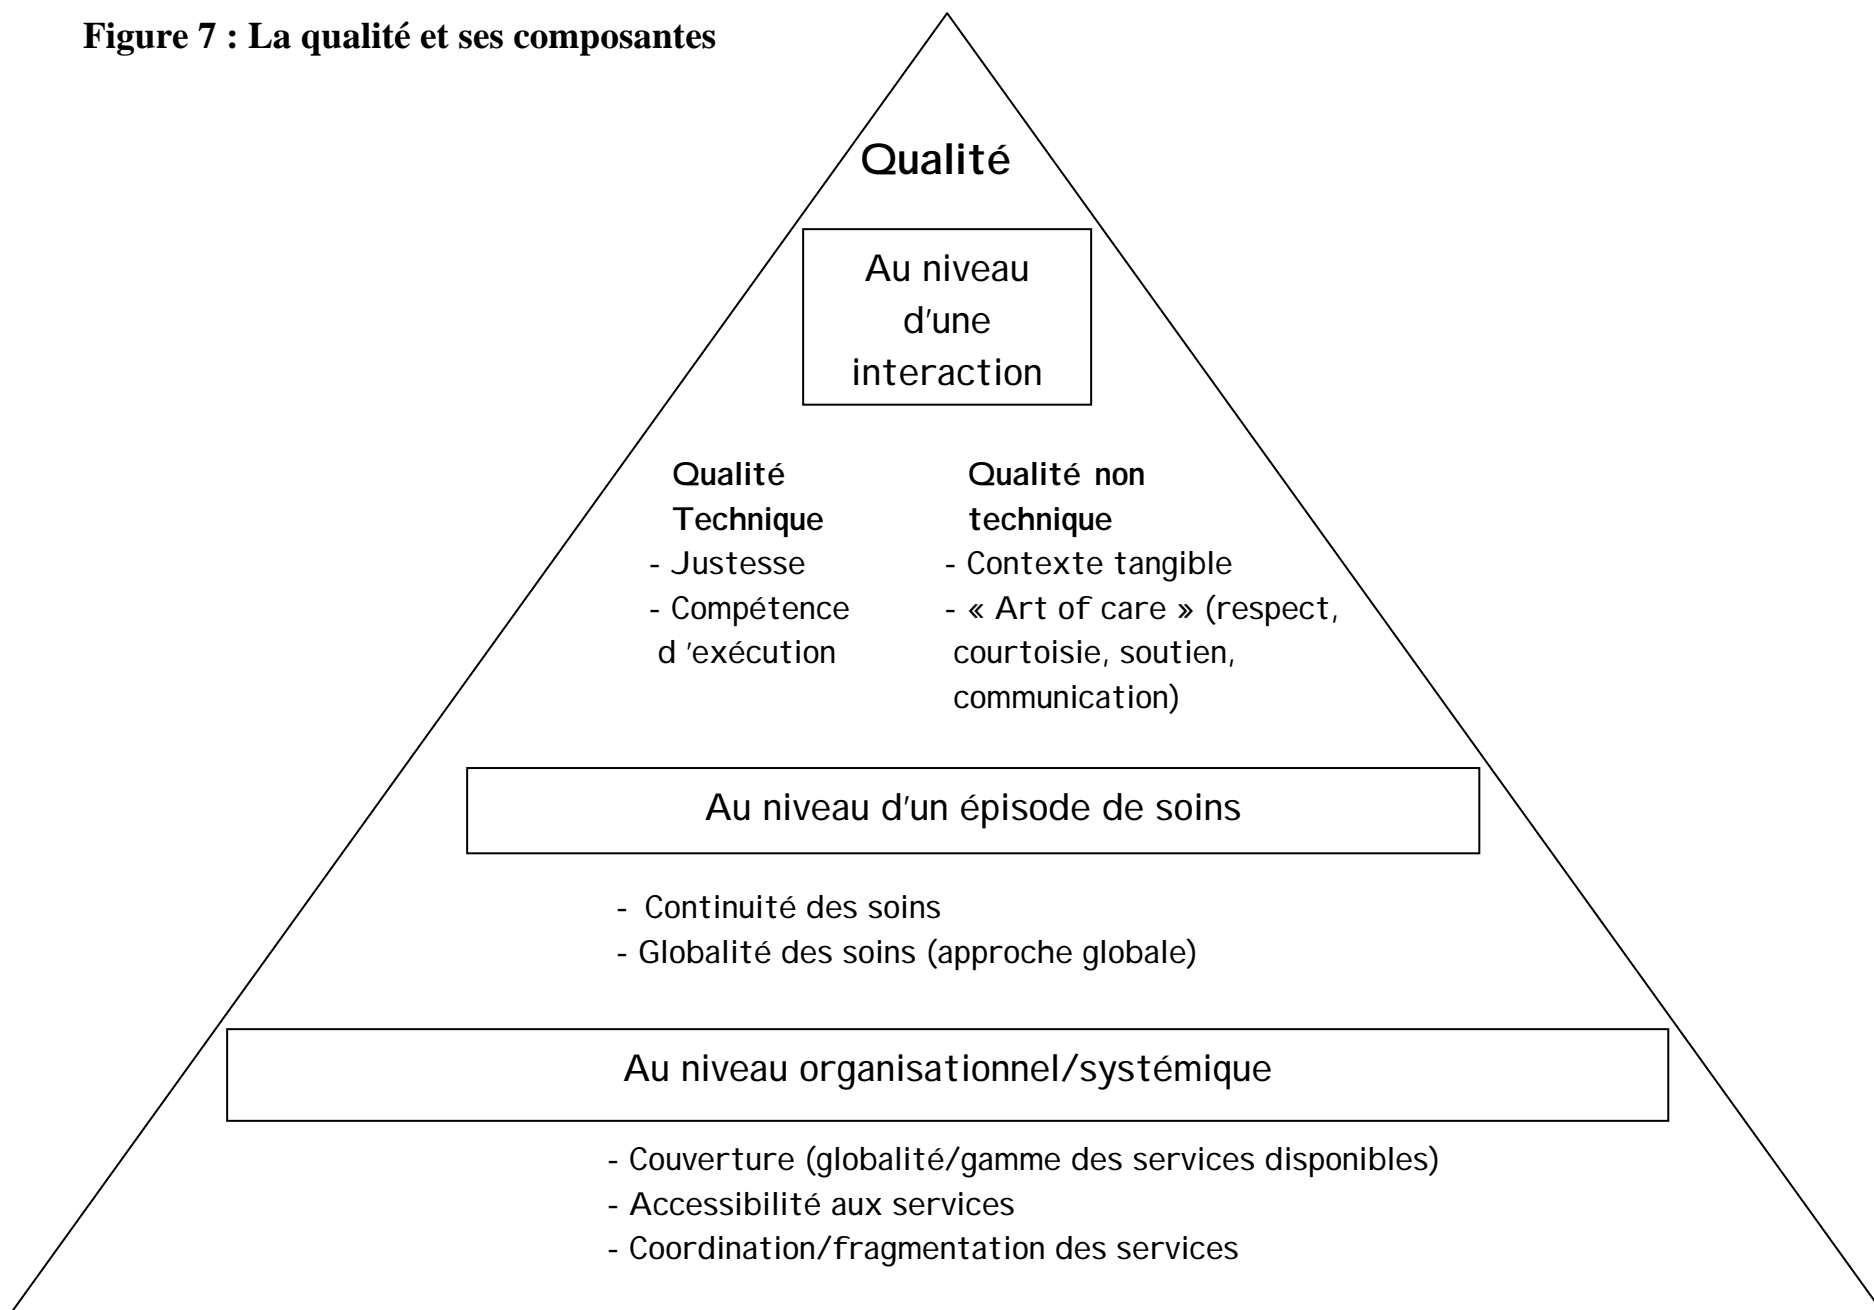 Figure 7 : La qualité et ses composantes
Qualité
Au niveau
d'une
interaction
Qualité
Technique
- Justesse
- Compétence
d 'exécution
Qualité non
technique
- Contexte tangible
- « Art of care » (respect,
courtoisie, soutien,
communication)
Au niveau d'un épisode de soins
- Continuité des soins
- Globalité des soins (approche globale)
Au niveau organisationnel/systémique
- Couverture (globalité/gamme des services disponibles)
- Accessibilité aux services
- Coordination/fragmentation des services